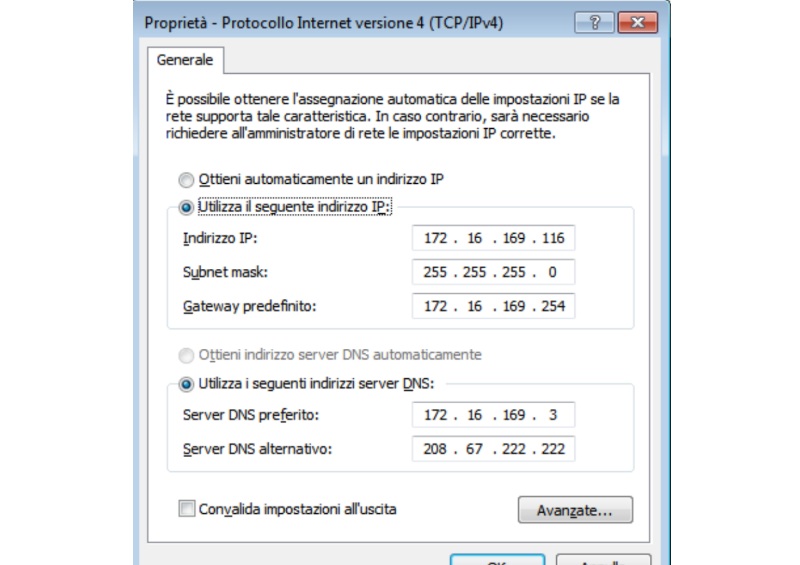 Proprietà - Protocollo Internet versione 4 (TCP/IPv4)
Generale
È possibile ottenere l'assegnazione automatica delle impostazioni IP se la
rete supporta tale caratteristica. In caso contrario, sarà necessario
richiedere all'amministratore di rete le impostazioni IP corrette.
Ottieni automaticamente un indirizzo IP
Utilizza il seguente indirizzo IP:
Indirizzo IP: 172 . 16 . 169 . 116
Subnet mask: 255 . 255 . 255 . 0
Gateway predefinito: 172 . 16 . 169 . 254
Ottieni indirizzo server DNS automaticamente
Utilizza i seguenti indirizzi server DNS:
Server DNS preferito: 172 . 16 . 169 . 3
Server DNS alternativo: 208 . 67 . 222 . 222
Convalida impostazioni all'uscita
Avanzate...